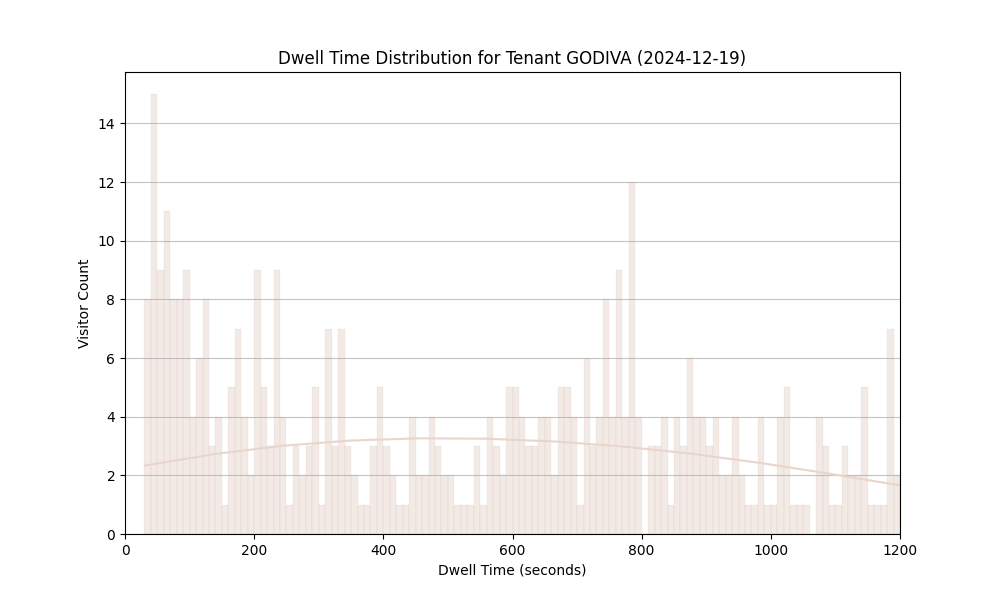 Dwell Time Distribution for Tenant GODIVA (2024-12-19)
14
12
10
8
6
4
2
0
Visitor Count
0 200 400 600 800 1000 1200
Dwell Time (seconds)